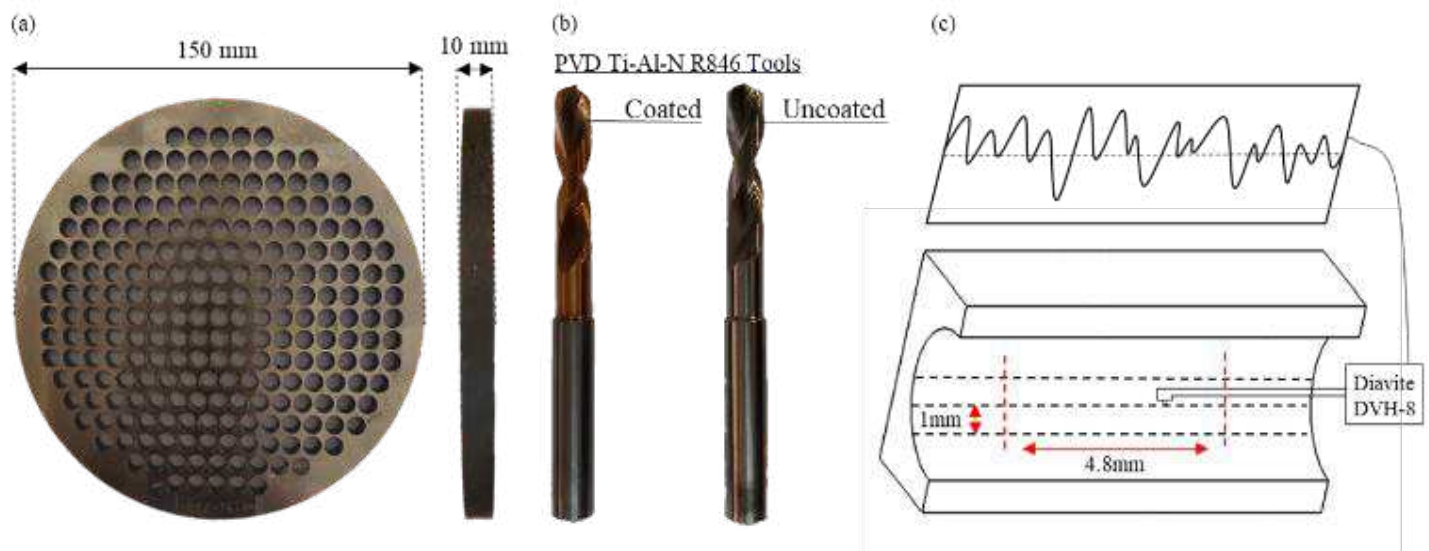 (a)
150 mm
10 mm
(b)
PVD Ti-Al-N R846 Tools
Coated
Uncoated
(c)
Diavite
DVH-8
1mm
4.8mm